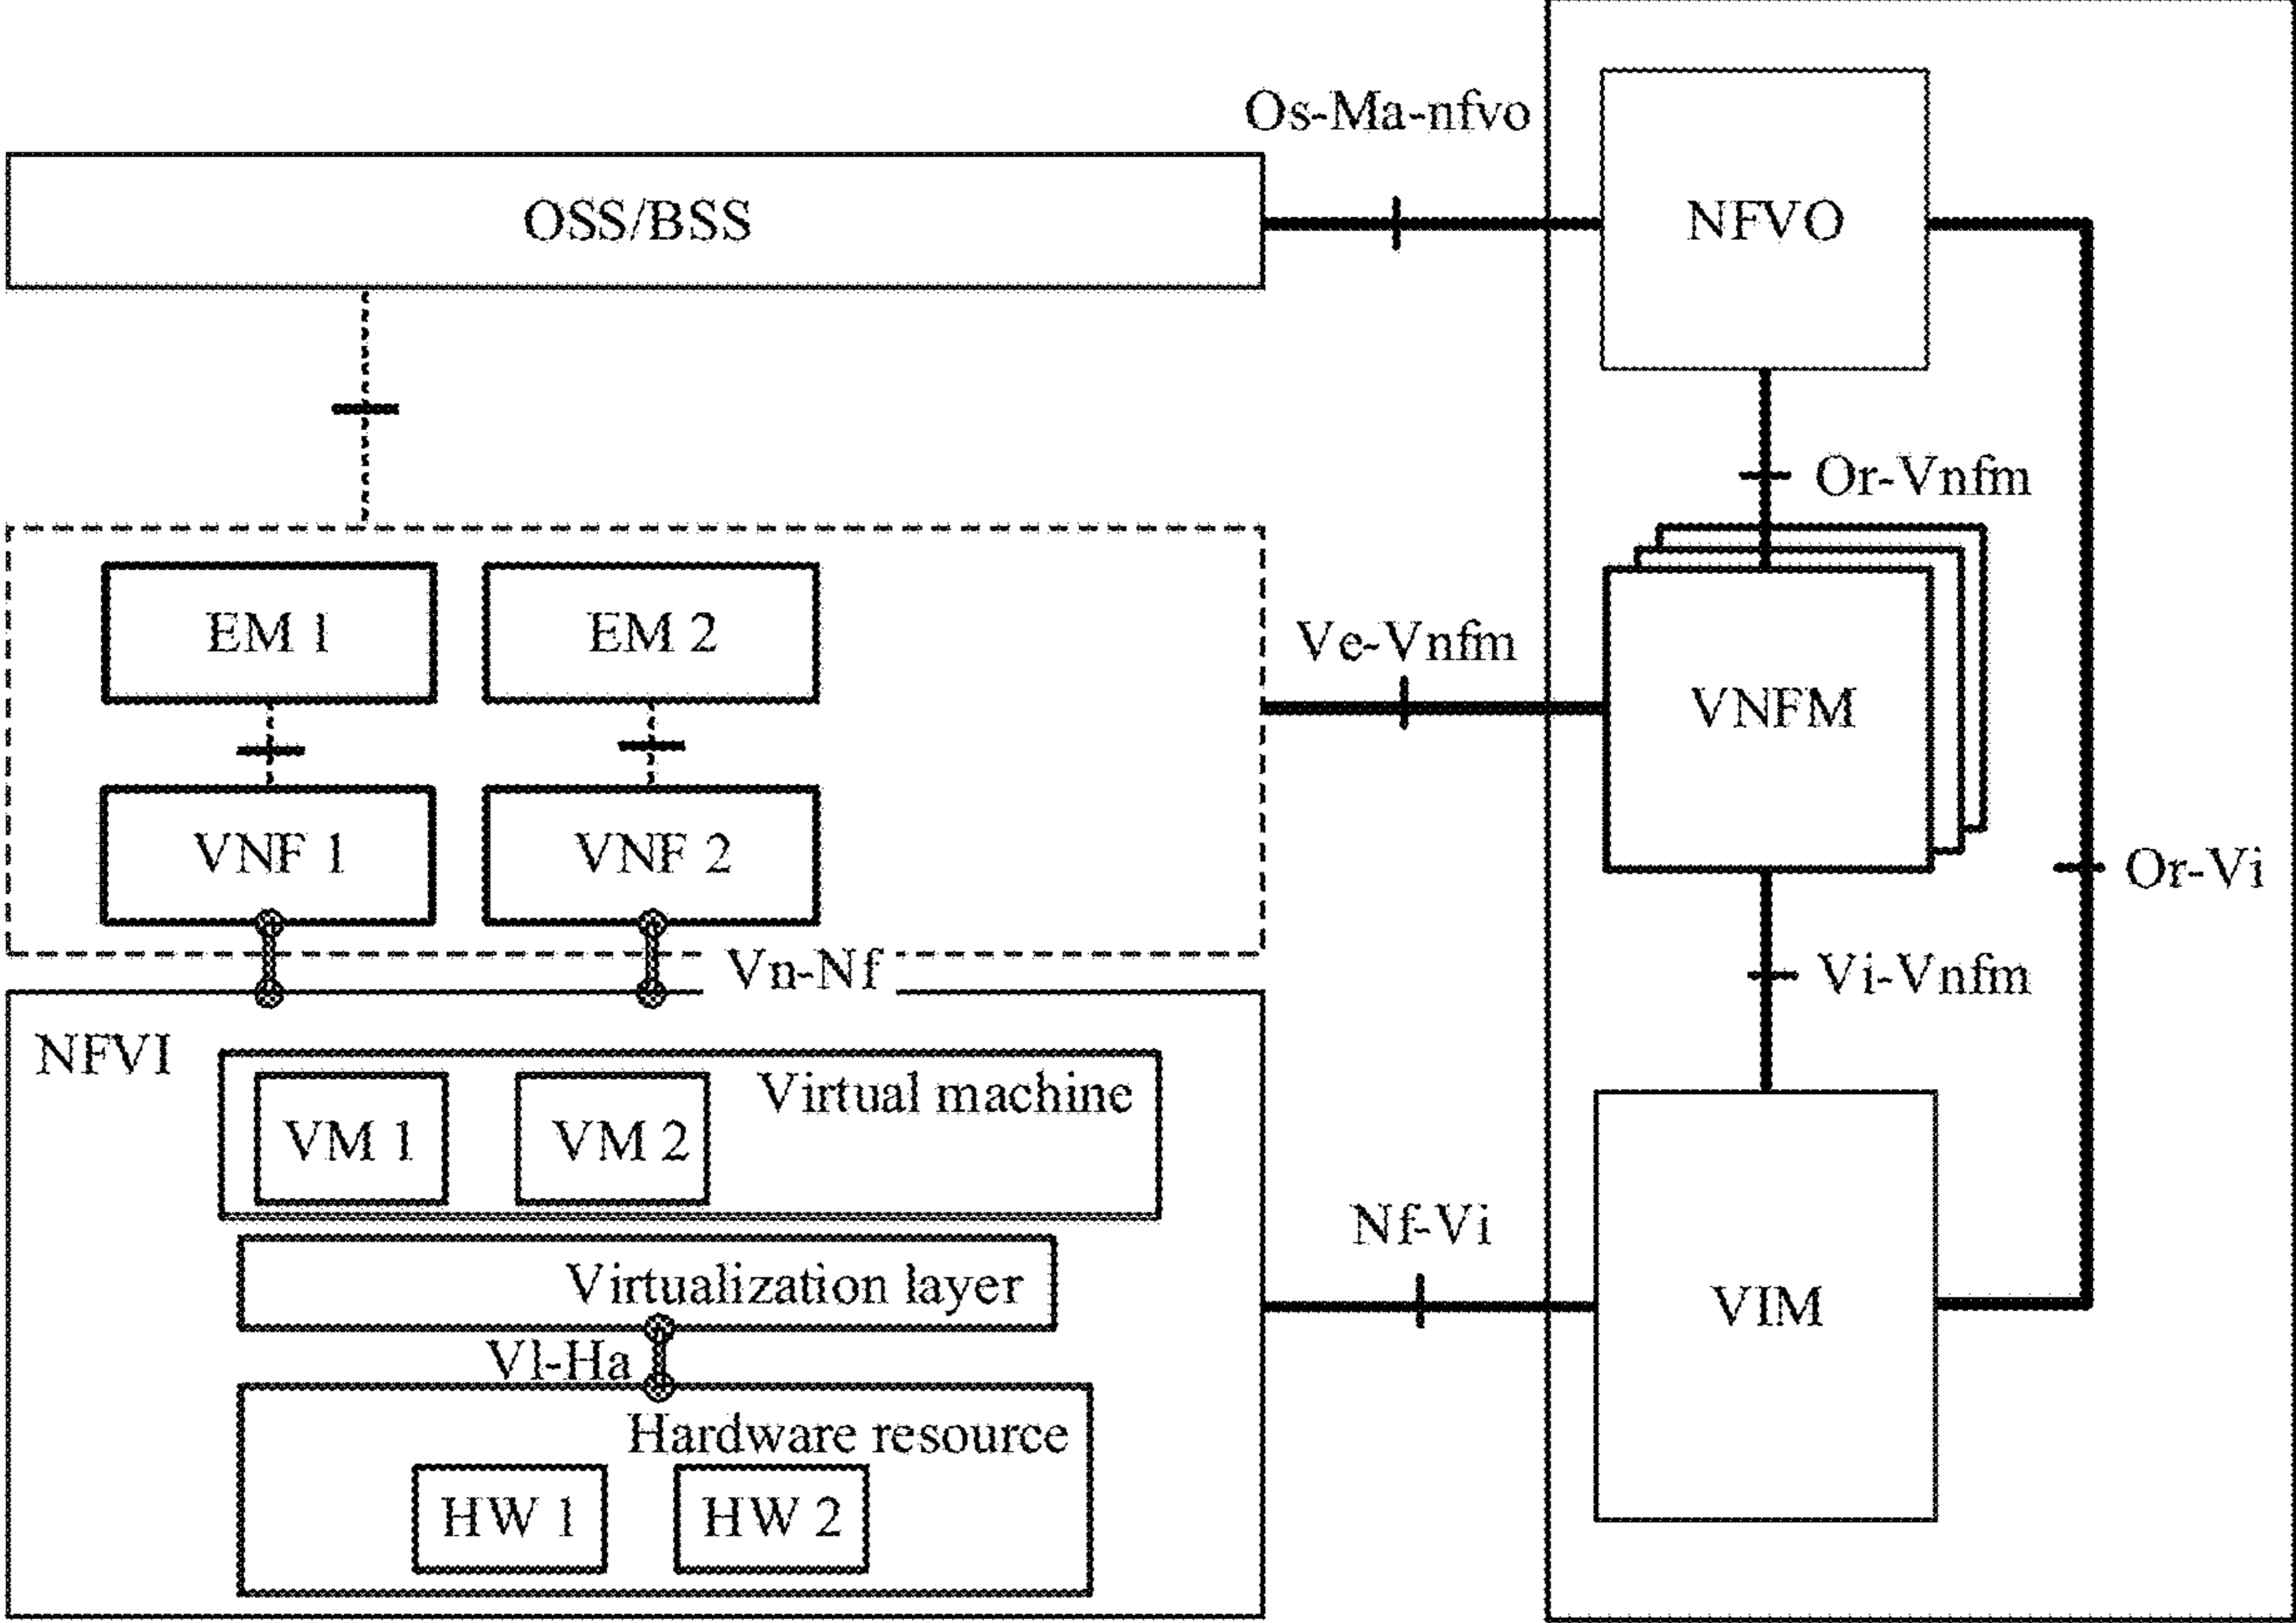 Os-Ma-nfvo
OSS/BSS
NFVO
Or-Vnfm
EM 1
EM 2
Ve-Vnfm
VNFM
VNF 1
VNF 2
Or-Vi
Vn-Nf
Vi-Vnfm
NFVI
Virtual machine
VM 1
VM 2
Nf-Vi
Virtualization layer
VIM
Vl-Ha
Hardware resource
HW 1
HW 2